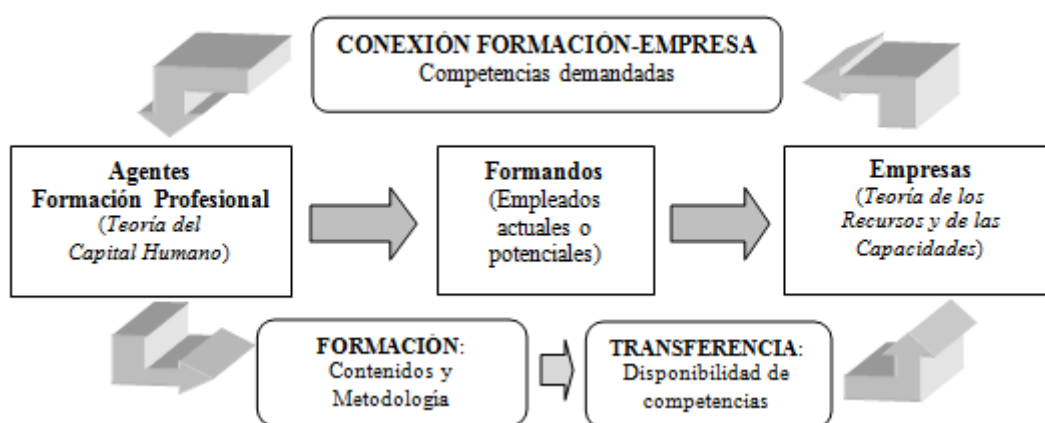 CONEXIÓN FORMACIÓN-EMPRESA
Competencias demandadas
Agentes
Formación Profesional
(Teoría del
Capital Humano)
Formandos
(Empleados
actuales o
potenciales)
Empresas
(Teoría de los
Recursos y de las
Capacidades)
FORMACIÓN:
Contenidos y
Metodología
TRANSFERENCIA:
Disponibilidad de
competencias